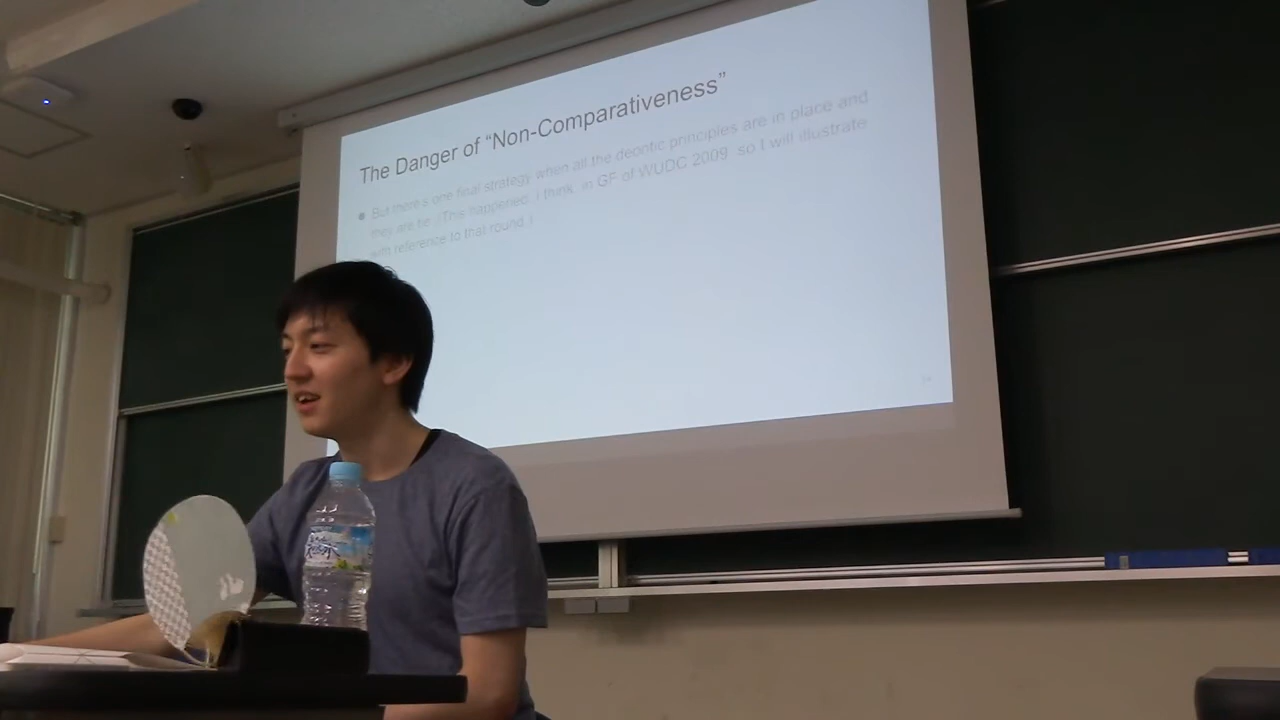 The Danger of “Non-Comparativeness”
But there's one final strategy when all the deontic principles are in place and
they are tie. (This happened, I think, in GF of WUDC 2009, so I will illustrate
with reference to that round.)